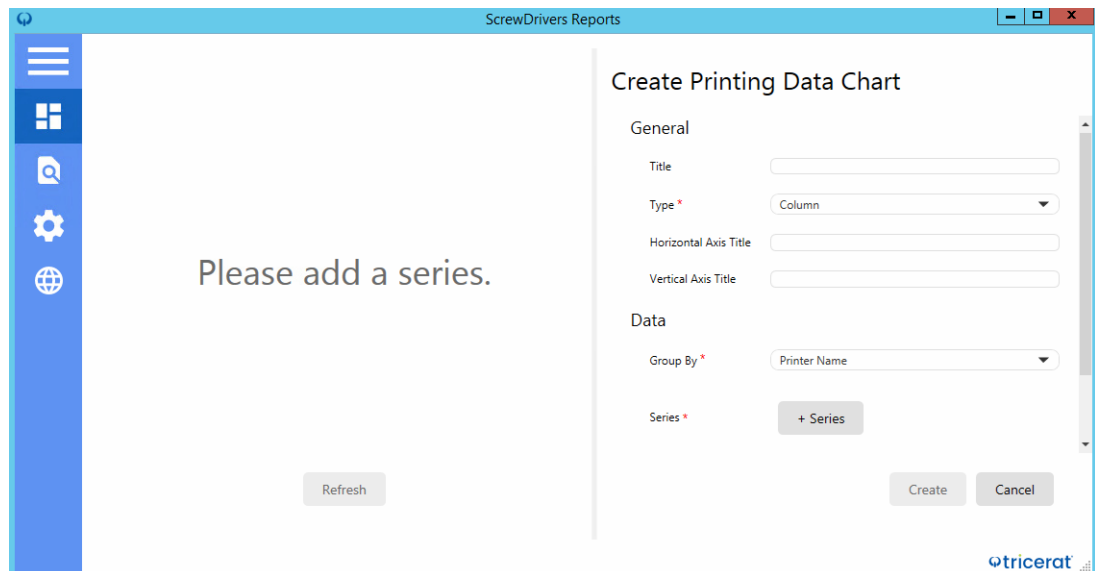 ScrewDrivers Reports
Please add a series.
Refresh
Create Printing Data Chart
General
Title
Type * Column
Horizontal Axis Title
Vertical Axis Title
Data
Group By * Printer Name
Series * + Series
Create Cancel
tricerat